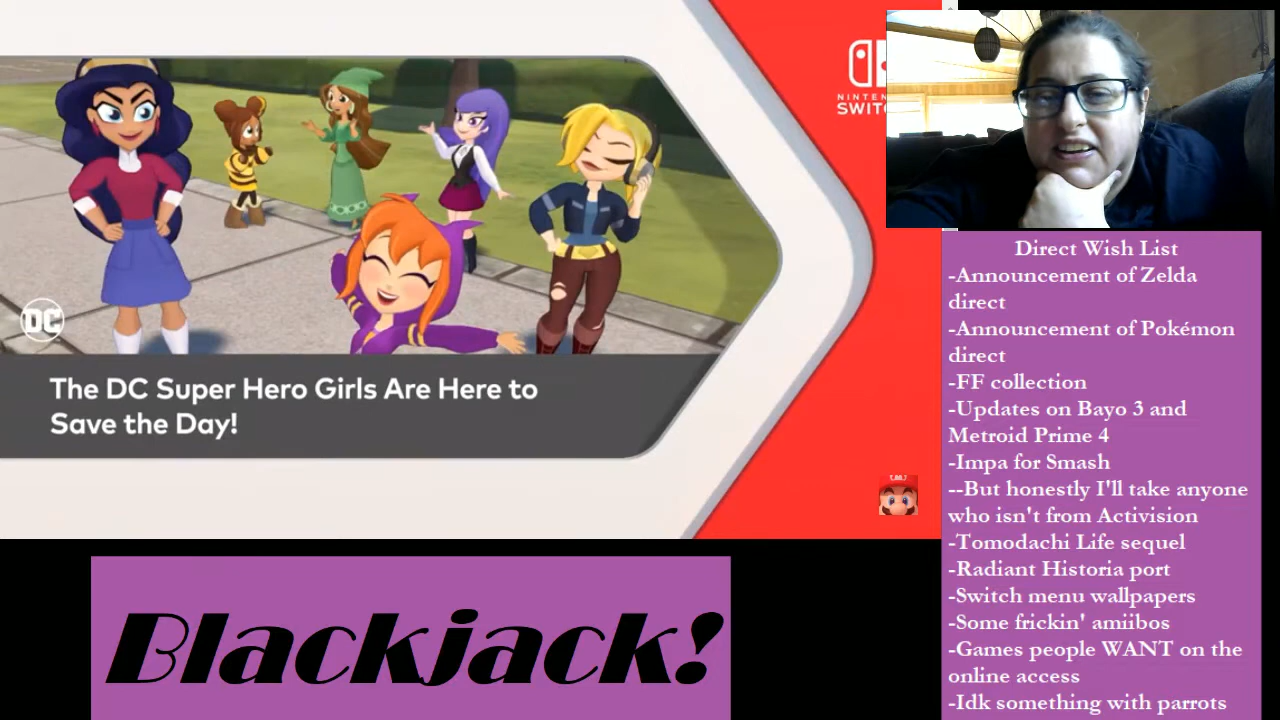 NINTEN
SWITC
DC
The DC Super Hero Girls Are Here to
Save the Day!
Blackjack!
Direct Wish List
-Announcement of Zelda
direct
-Announcement of Pokémon
direct
-FF collection
-Updates on Bayo 3 and
Metroid Prime 4
-Impa for Smash
--But honestly I'll take anyone
who isn't from Activision
-Tomodachi Life sequel
-Radiant Historia port
-Switch menu wallpapers
-Some frickin' amiibos
-Games people WANT on the
online access
-Idk something with parrots